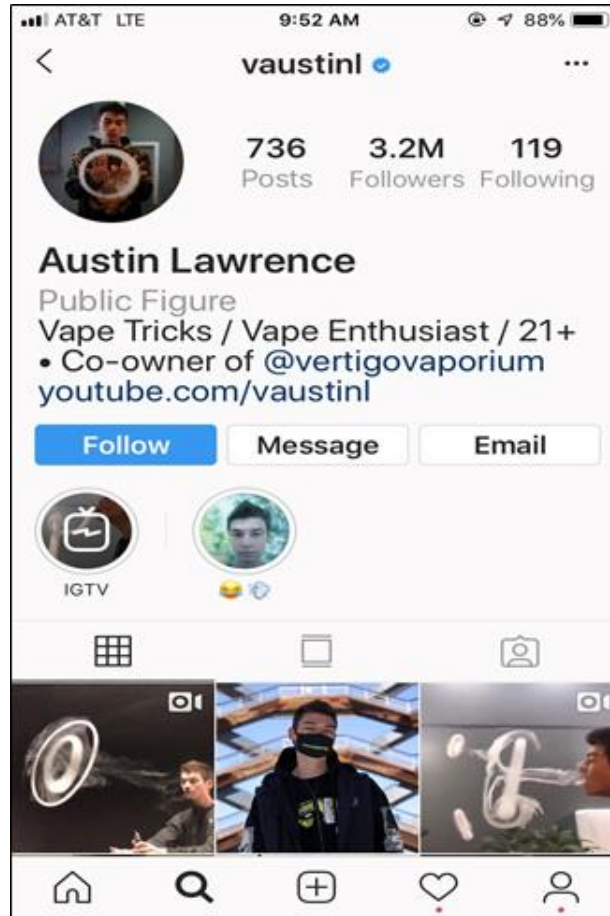 AT&T LTE 9:52 AM 88%
vaustinl
736 3.2M 119
Posts Followers Following
Austin Lawrence
Public Figure
Vape Tricks / Vape Enthusiast / 21+
• Co-owner of @vertigovaporium
youtube.com/vaustinl
Follow Message Email
IGTV 😂💨